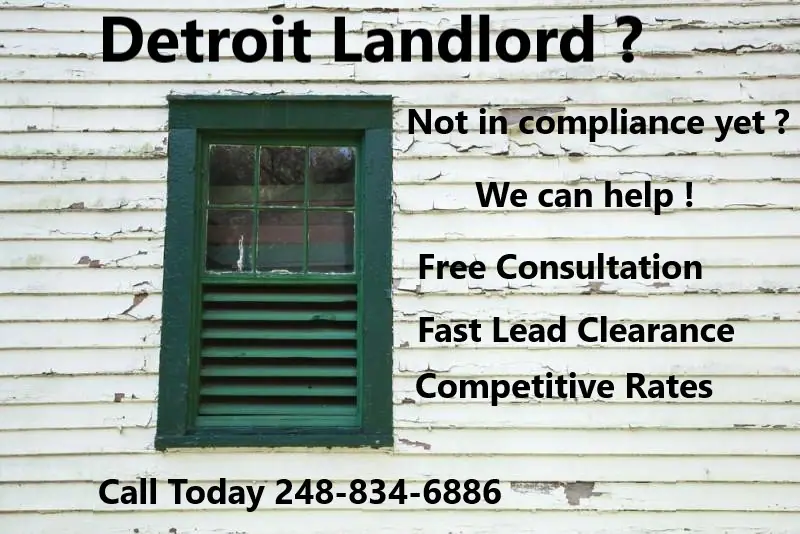 Detroit Landlord ?
Not in compliance yet ?
We can help !
Free Consultation
Fast Lead Clearance
Competitive Rates
Call Today 248-834-6886